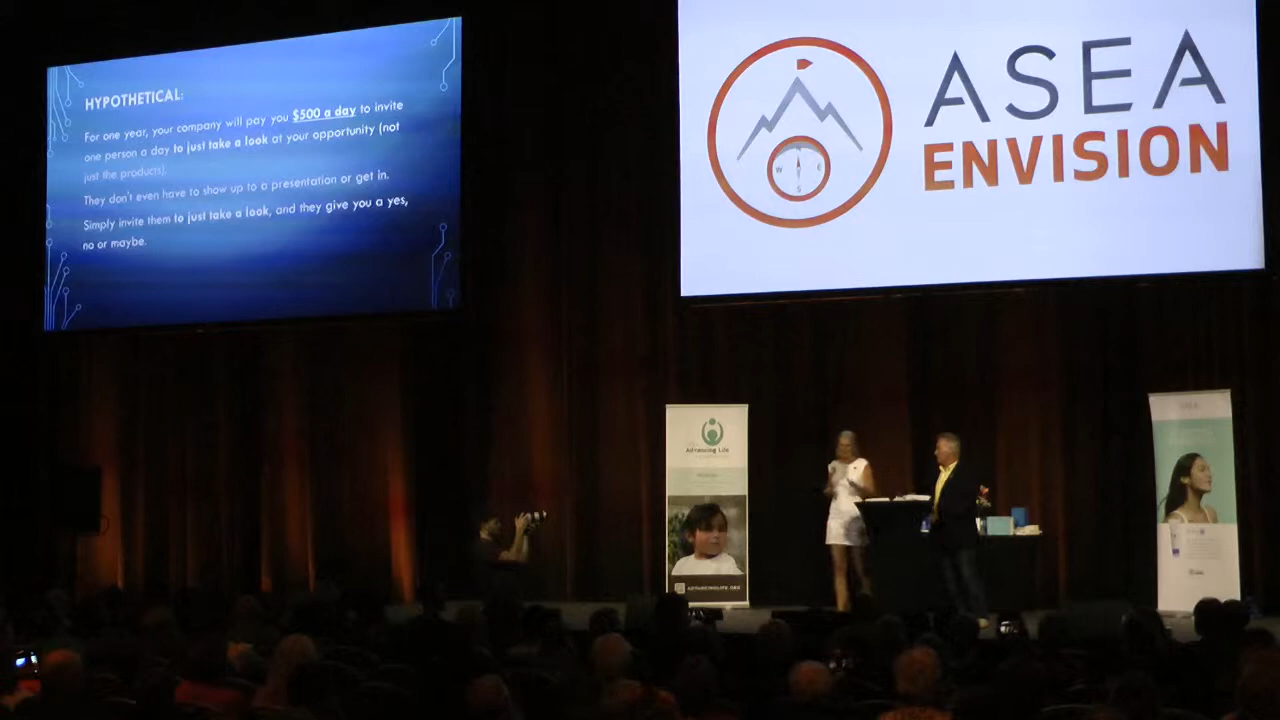 HYPOTHETICAL:
For one year, your company will pay you $500 a day to invite
one person a day to just take a look at your opportunity (not
just the products).
They don't even have to show up to a presentation or get in.
Simply invite them to just take a look, and they give you a yes,
no or maybe.
ASEA
ENVISION
W
E
S
Advancing Life
ADVANCINGLIFE.ORG